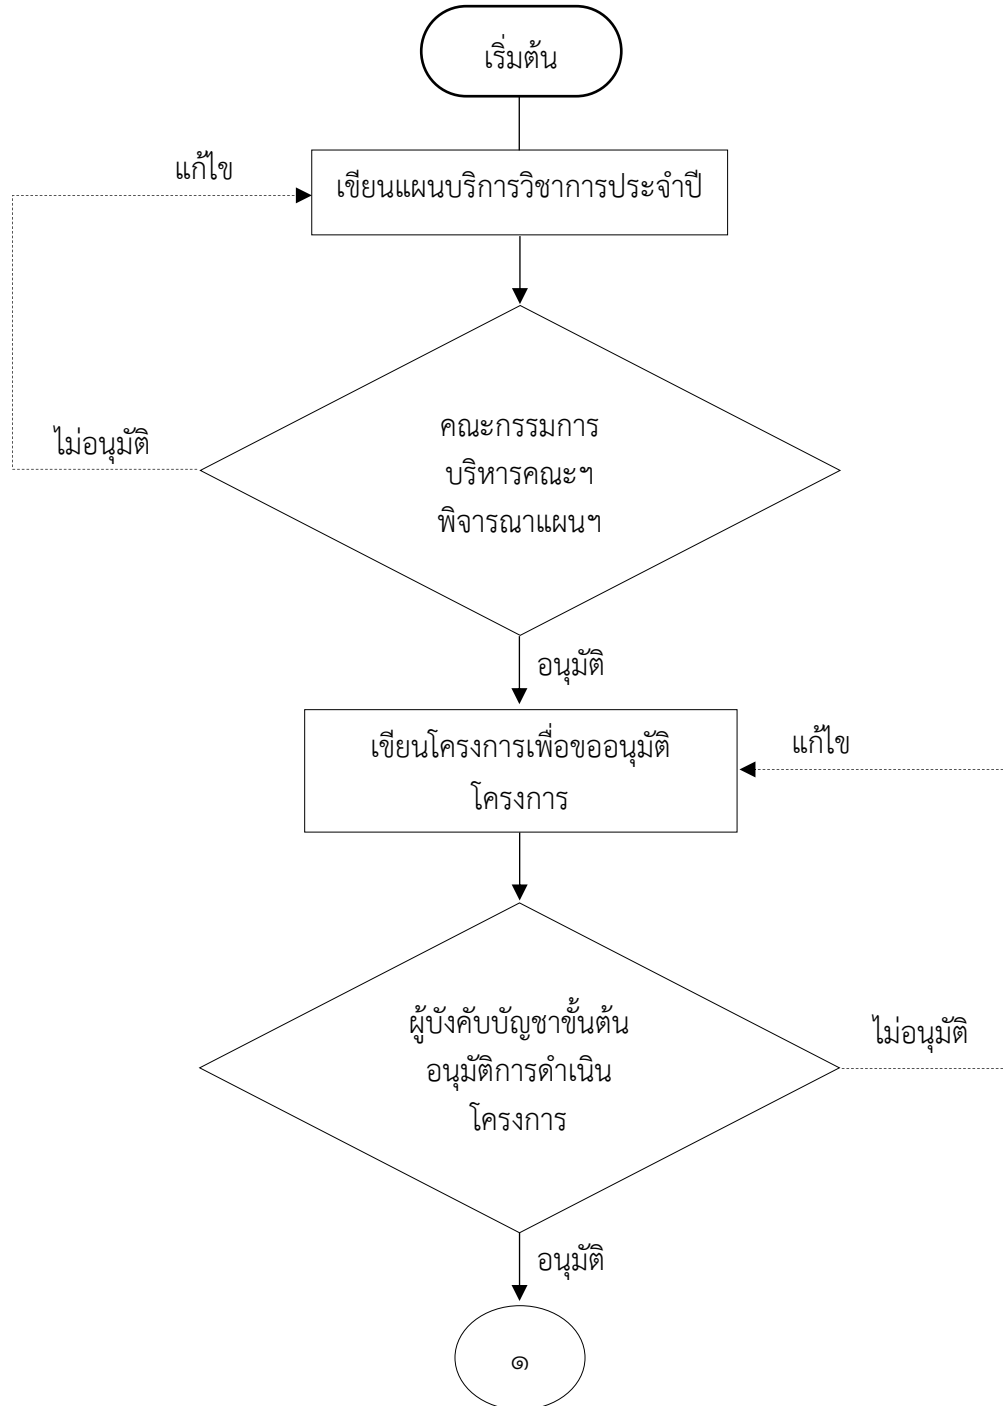 เริ่มต้น
แก้ไข
เขียนแผนบริการวิชาการประจำปี
ไม่อนุมัติ
คณะกรรมการ
บริหารคณะฯ
พิจารณาแผนฯ
อนุมัติ
เขียนโครงการเพื่อขออนุมัติ
โครงการ
แก้ไข
ผู้บังคับบัญชาขั้นต้น
อนุมัติการดำเนิน
โครงการ
ไม่อนุมัติ
อนุมัติ
๑